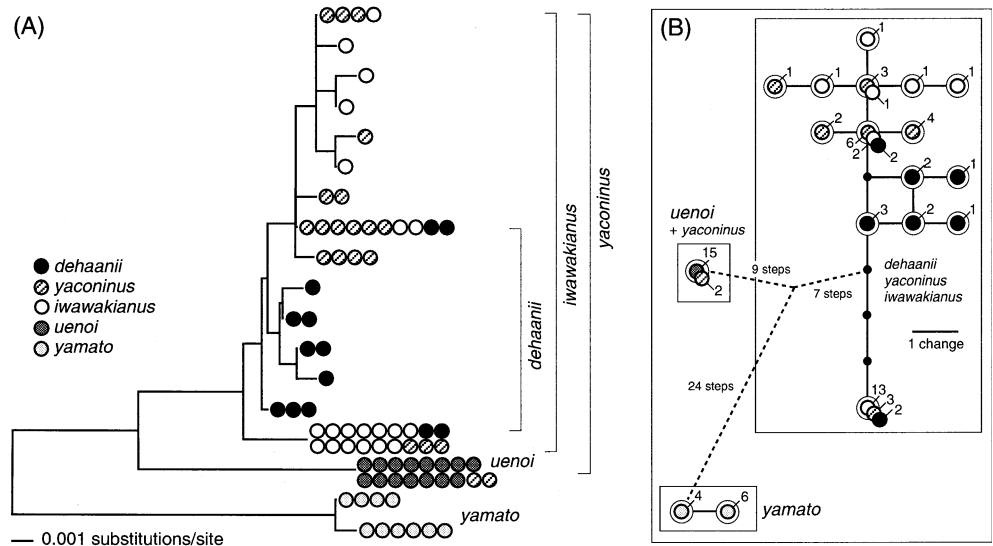 (A)
dehaanii
yaconinus
iwawakianus
uenoi
yamato
dehaanii
iwawakianus
yaconinus
uenoi
yamato
0.001 substitutions/site
(B)
1
1
1
3
1
1
1
2
6
2
2
4
2
1
3
2
1
uenoi
+ yaconinus
15
2
9 steps
7 steps
dehaanii
yaconinus
iwawakianus
1 change
24 steps
13
3
2
4
6
yamato